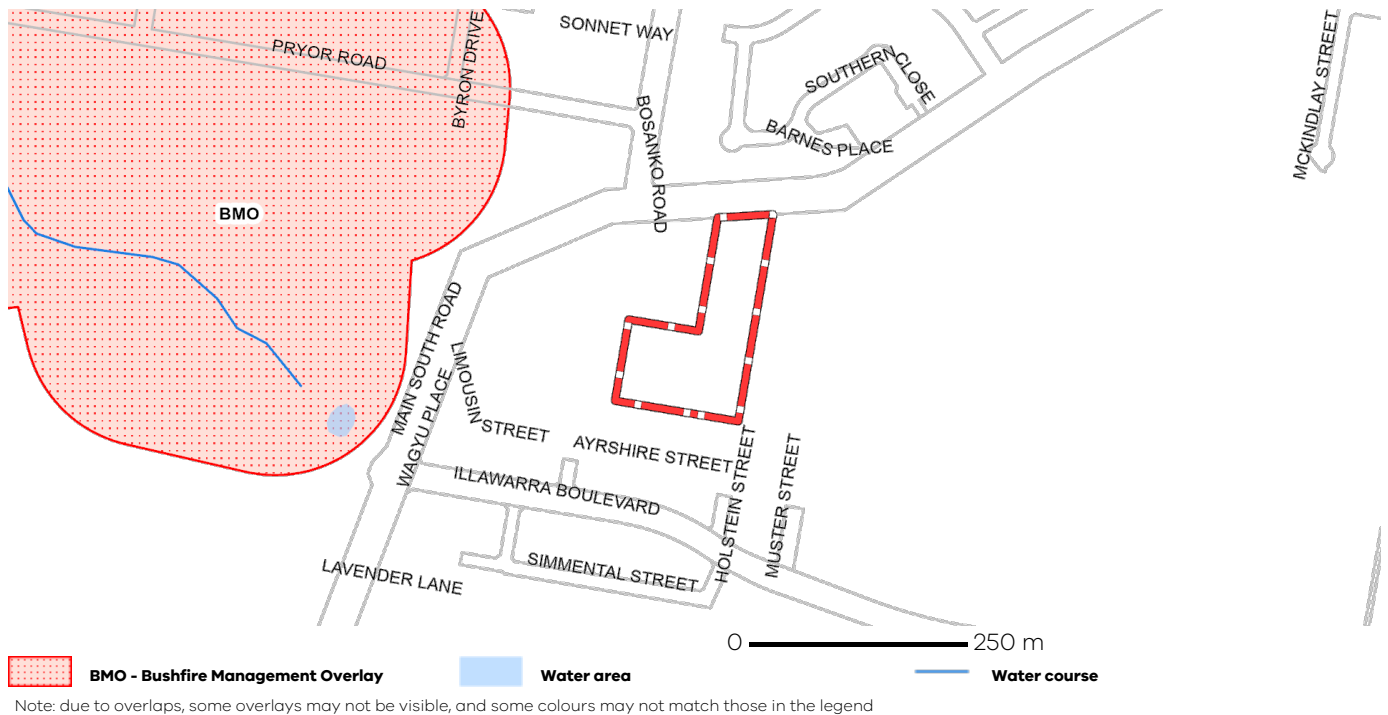 SONNET WAY
PRYOR ROAD
BYRON DRIVE
SOUTHERN CLOSE
MCKINDLAY STREET
BOSANKO ROAD
BARNES PLACE
BMO
MAIN SOUTH ROAD
LIMOUSIN STREET
WAGYU PLACE
AYRSHIRE STREET
HOLSTEIN STREET
MUSTER STREET
ILLAWARRA BOULEVARD
LAVENDER LANE
SIMMENTAL STREET
0 250 m
BMO - Bushfire Management Overlay Water area Water course
Note: due to overlaps, some overlays may not be visible, and some colours may not match those in the legend